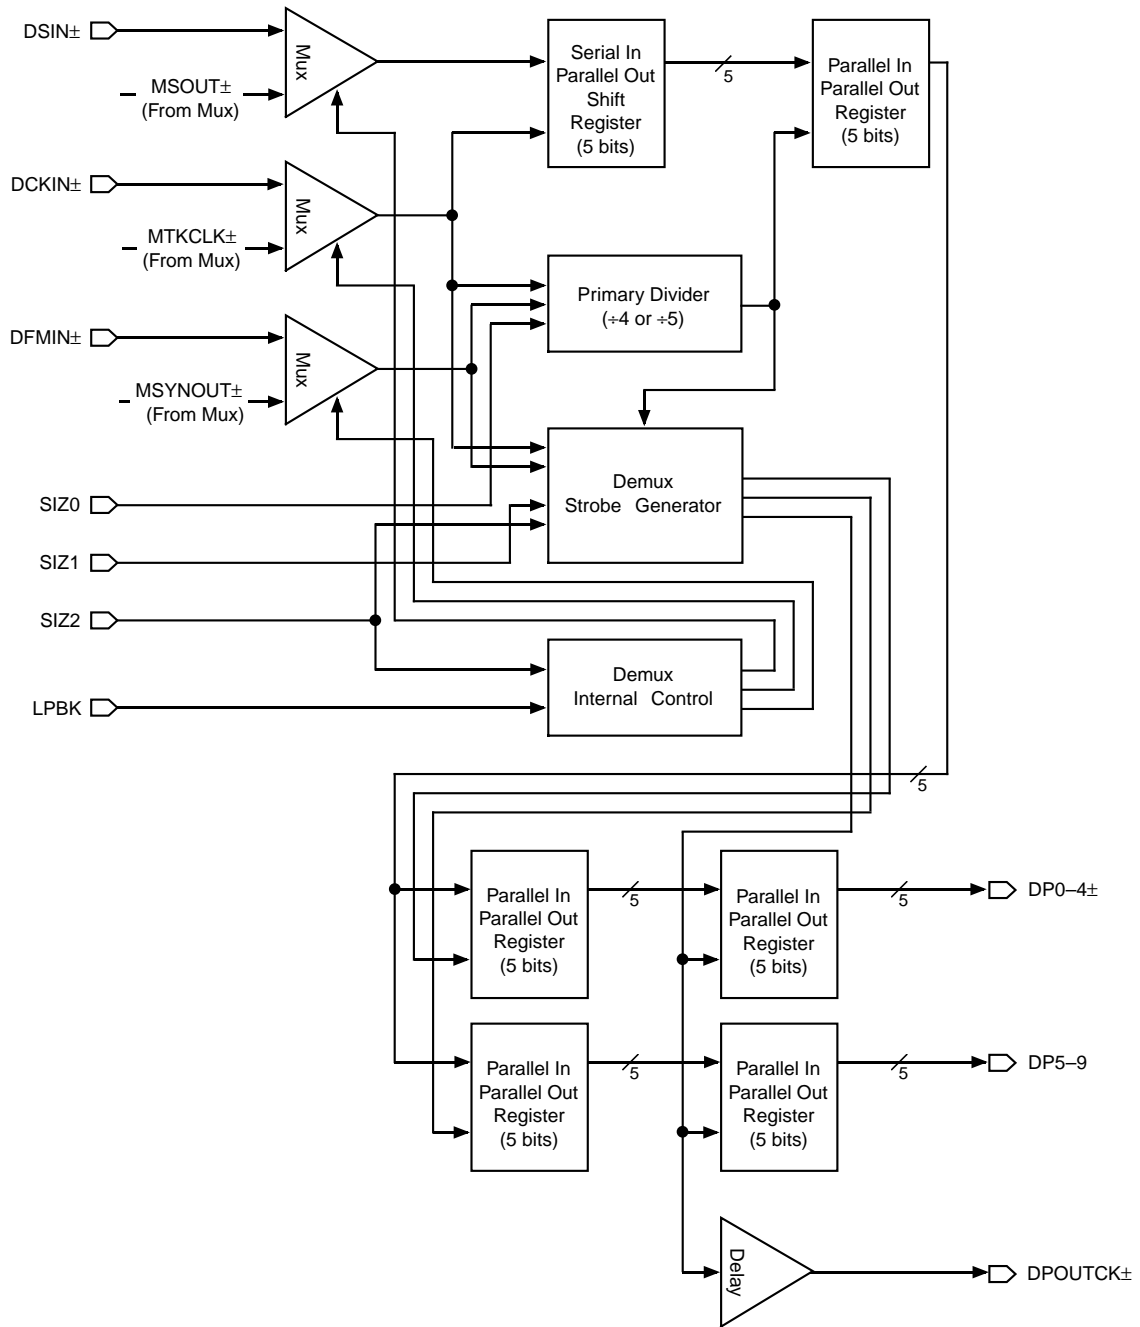 DSIN±
Mux
MSOUT±
(From Mux)
Serial In
Parallel Out
Shift
Register
(5 bits)
5
Parallel In
Parallel Out
Register
(5 bits)
DCKIN±
Mux
MTKCLK±
(From Mux)
Primary Divider
(÷4 or ÷5)
DFMIN±
Mux
MSYNOUT±
(From Mux)
Demux
Strobe Generator
SIZ0
SIZ1
SIZ2
Demux
Internal Control
LPBK
5
Parallel In
Parallel Out
Register
(5 bits)
5
Parallel In
Parallel Out
Register
(5 bits)
5
DP0–4±
Parallel In
Parallel Out
Register
(5 bits)
5
Parallel In
Parallel Out
Register
(5 bits)
5
DP5–9
Delay
DPOUTCK±